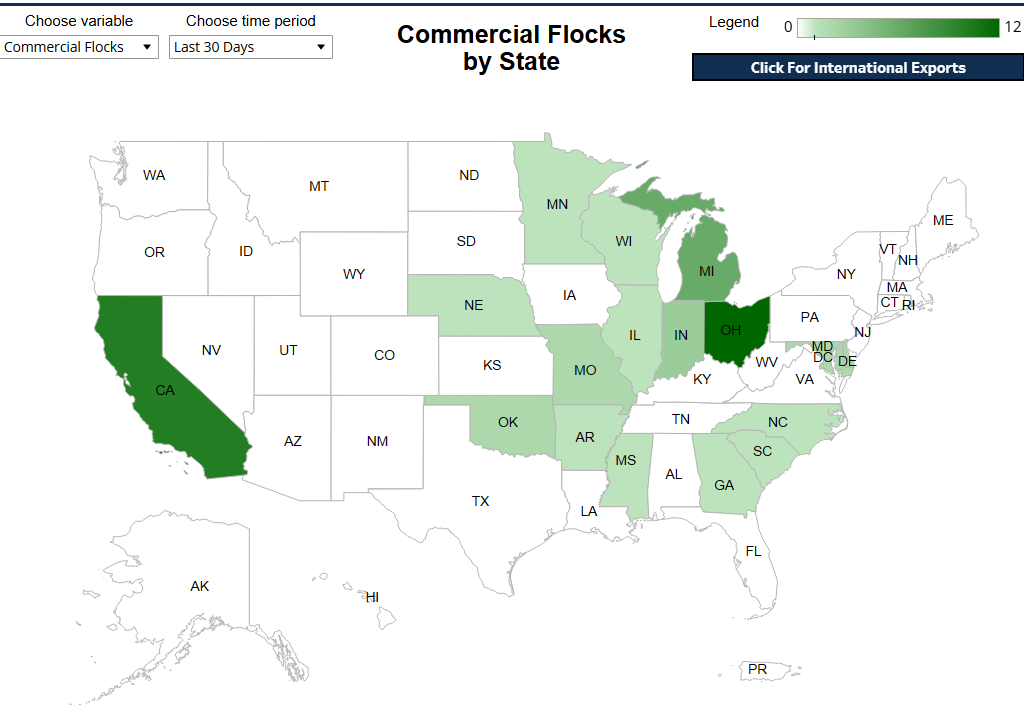 Choose variable
Choose time period
Commercial Flocks
by State
Legend
0
12
Commercial Flocks
Last 30 Days
Click For International Exports
WA
MT
ND
MN
ME
OR
ID
SD
WI
VT
NH
WY
MI
NY
MA
CT
RI
NE
IA
IL
IN
OH
PA
NJ
NV
UT
CO
KS
MO
WV
MD
DC
DE
CA
KY
VA
AZ
NM
OK
AR
TN
NC
MS
AL
GA
SC
TX
LA
FL
AK
HI
PR